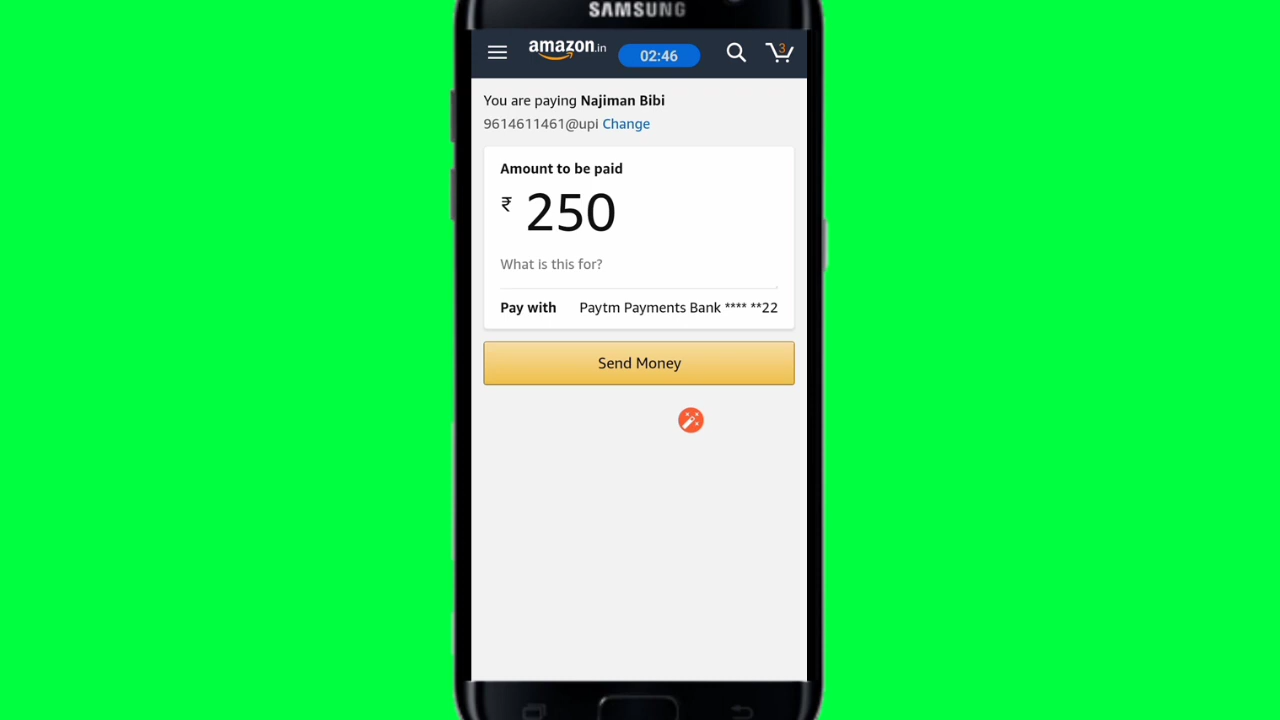 SAMSUNG
amazon.in
02:46
3
You are paying Najiman Bibi
9614611461@upi Change
Amount to be paid
₹ 250
What is this for?
Pay with Paytm Payments Bank **** **22
Send Money